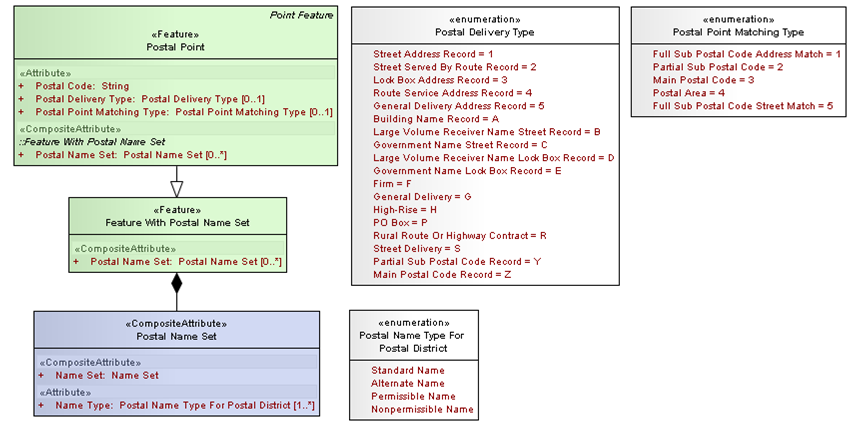 Point Feature
«Feature»
Postal Point
«Attribute»
+ Postal Code: String
+ Postal Delivery Type: Postal Delivery Type [0..1]
+ Postal Point Matching Type: Postal Point Matching Type [0..1]
«CompositeAttribute»
::Feature With Postal Name Set
+ Postal Name Set: Postal Name Set [0..*]
«Feature»
Feature With Postal Name Set
«CompositeAttribute»
+ Postal Name Set: Postal Name Set [0..*]
«CompositeAttribute»
Postal Name Set
«CompositeAttribute»
+ Name Set: Name Set
«Attribute»
+ Name Type: Postal Name Type For Postal District [1..*]
«enumeration»
Postal Delivery Type
Street Address Record = 1
Street Served By Route Record = 2
Lock Box Address Record = 3
Route Service Address Record = 4
General Delivery Address Record = 5
Building Name Record = A
Large Volume Receiver Name Street Record = B
Government Name Street Record = C
Large Volume Receiver Name Lock Box Record = D
Government Name Lock Box Record = E
Firm = F
General Delivery = G
High-Rise = H
PO Box = P
Rural Route Or Highway Contract = R
Street Delivery = S
Partial Sub Postal Code Record = Y
Main Postal Code Record = Z
«enumeration»
Postal Name Type For
Postal District
Standard Name
Alternate Name
Permissible Name
Nonpermissible Name
«enumeration»
Postal Point Matching Type
Full Sub Postal Code Address Match = 1
Partial Sub Postal Code = 2
Main Postal Code = 3
Postal Area = 4
Full Sub Postal Code Street Match = 5